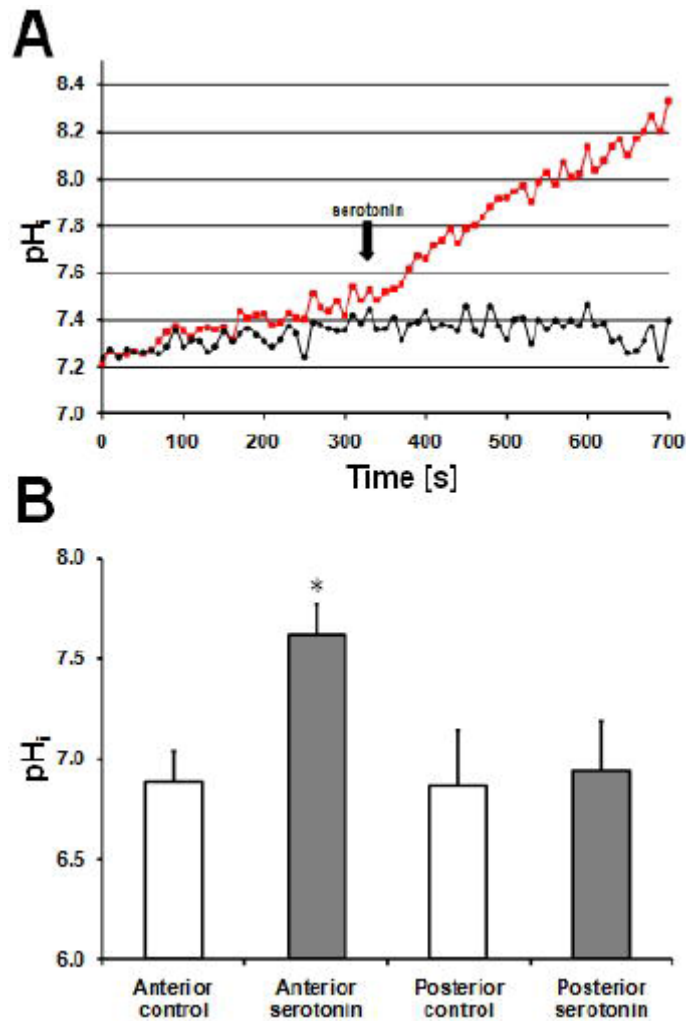 A
8.4
8.2
8.0
7.8
7.6
7.4
7.2
7.0
pHi
serotonin
0 100 200 300 400 500 600 700
Time [s]
B
8.0
7.5
7.0
6.5
6.0
pHi
*
Anterior control
Anterior serotonin
Posterior control
Posterior serotonin